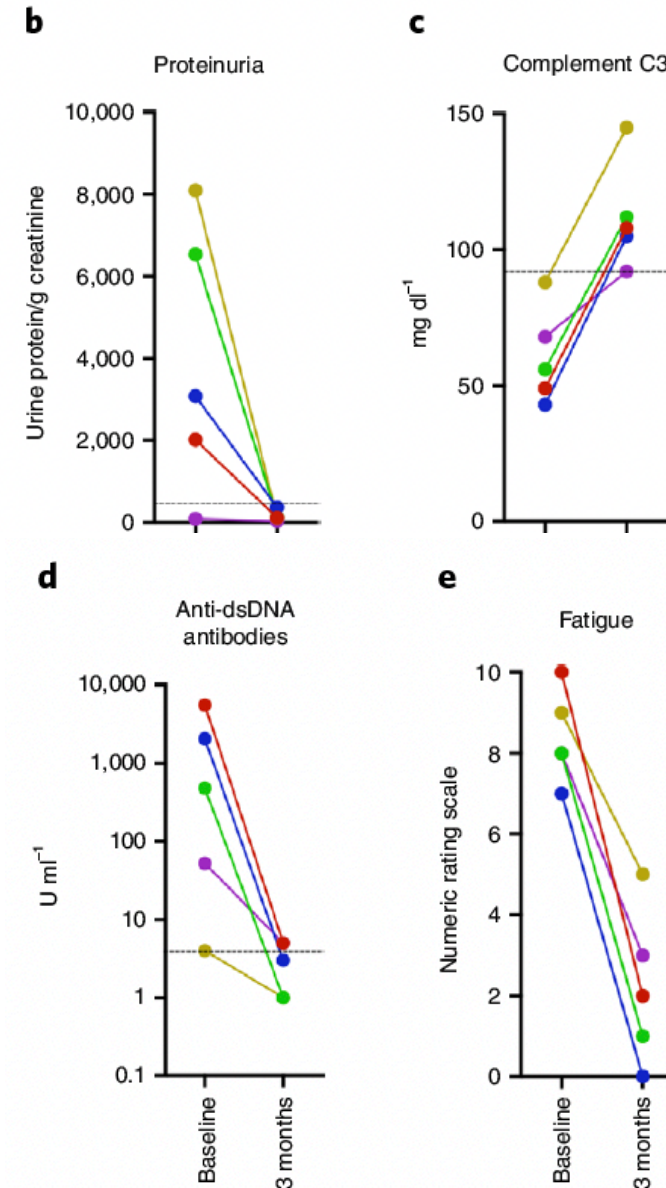 b
Proteinuria
Urine protein/g creatinine
10,000
8,000
6,000
4,000
2,000
0
c
Complement C3
mg dl⁻¹
150
100
50
0
d
Anti-dsDNA
antibodies
U ml⁻¹
10,000
1,000
100
10
1
0.1
Baseline
3 months
e
Fatigue
Numeric rating scale
10
8
6
4
2
0
Baseline
3 months